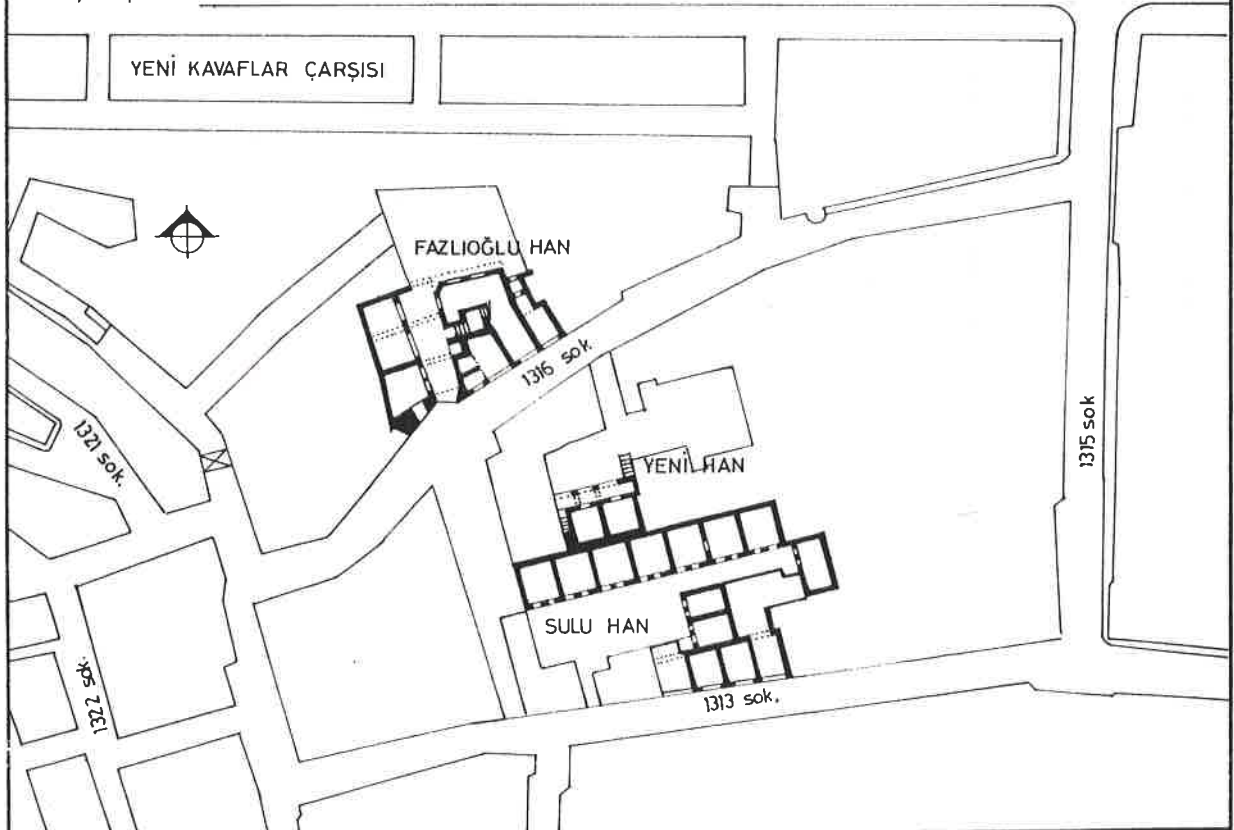 YENİ KAVAFLAR ÇARŞISI
FAZLIOĞLU HAN
1316 sok
1321 sok.
1315 sok
YENİ HAN
SULU HAN
1322 sok.
1313 sok.